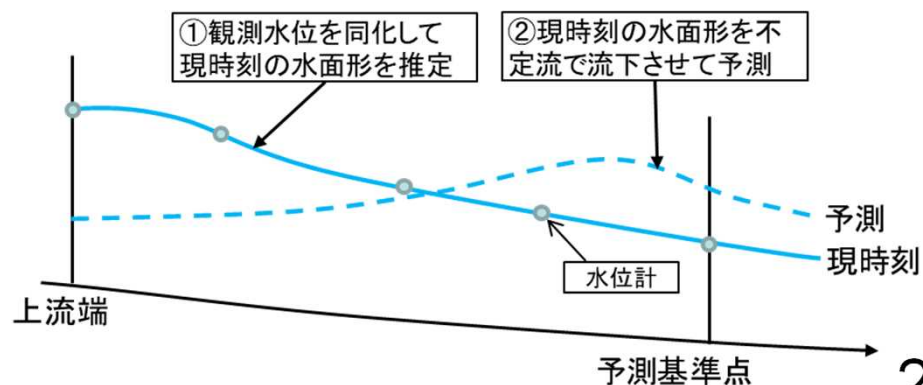 ①観測水位を同化して
現時刻の水面形を推定
②現時刻の水面形を不
定流で流下させて予測
予測
現時刻
水位計
上流端
予測基準点